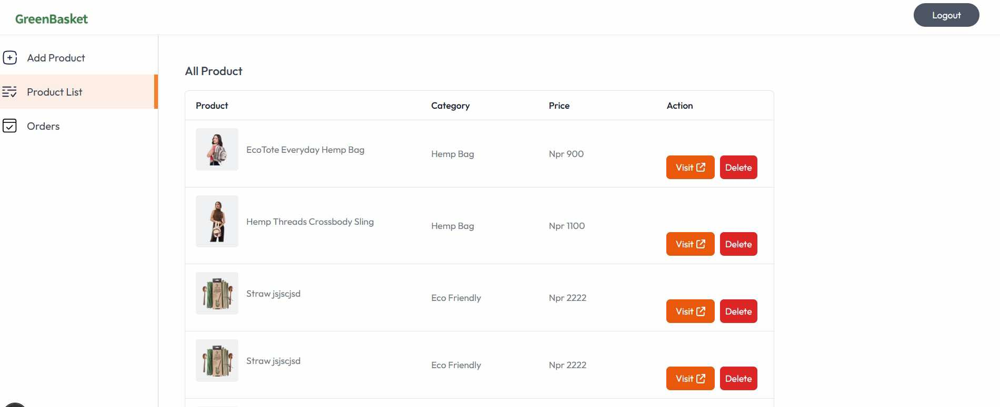 GreenBasket
Logout
Add Product
Product List
Orders
All Product
Product Category Price Action
EcoTote Everyday Hemp Bag Hemp Bag Npr 900 Visit Delete
Hemp Threads Crossbody Sling Hemp Bag Npr 1100 Visit Delete
Straw jsjscjsd Eco Friendly Npr 2222 Visit Delete
Straw jsjscjsd Eco Friendly Npr 2222 Visit Delete